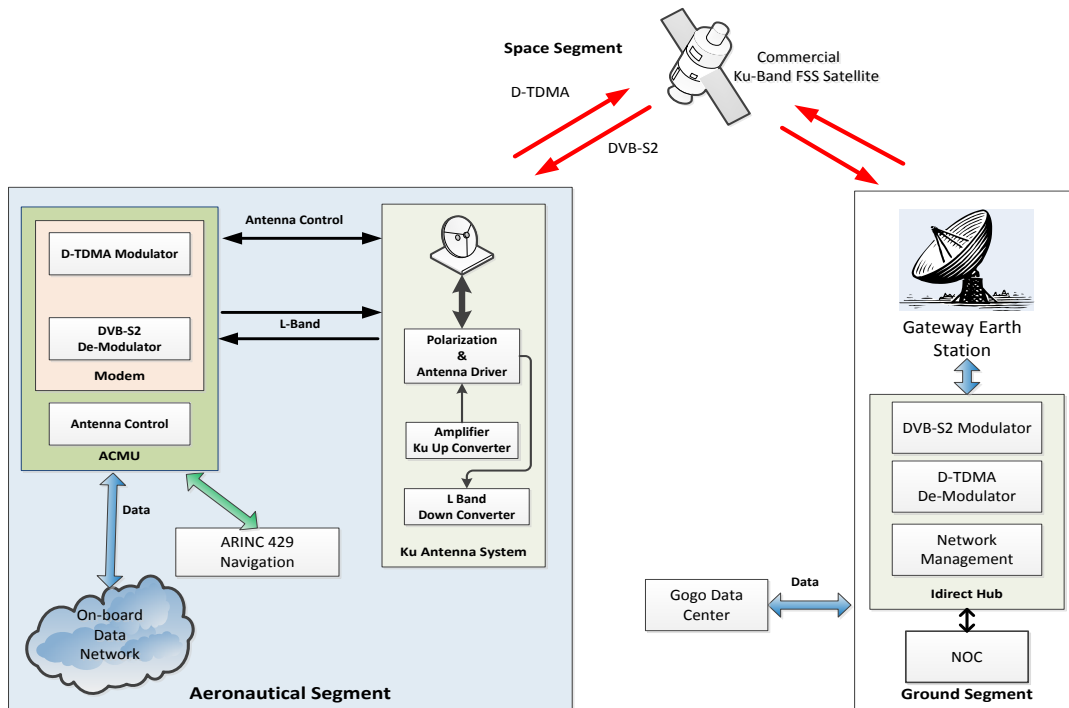 Space Segment
Commercial
Ku-Band FSS Satellite
D-TDMA
DVB-S2
Antenna Control
D-TDMA Modulator
L-Band
DVB-S2
De-Modulator
Modem
Antenna Control
ACMU
Polarization
&
Antenna Driver
Amplifier
Ku Up Converter
L Band
Down Converter
Ku Antenna System
Data
ARINC 429
Navigation
On-board
Data
Network
Aeronautical Segment
Gateway Earth
Station
DVB-S2 Modulator
D-TDMA
De-Modulator
Network
Management
Idirect Hub
Gogo Data
Center
Data
NOC
Ground Segment